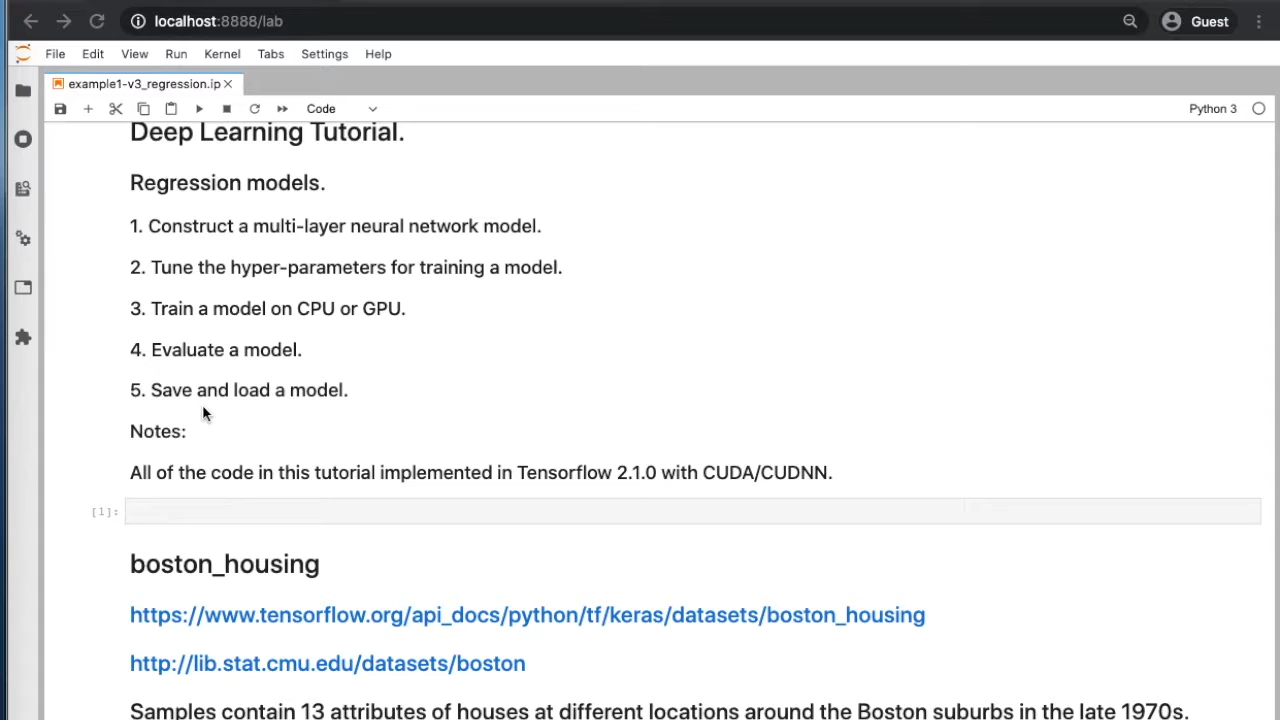 localhost:8888/lab
Guest
File Edit View Run Kernel Tabs Settings Help
example1-v3_regression.ip
Code
Python 3
Deep Learning Tutorial.
Regression models.
1. Construct a multi-layer neural network model.
2. Tune the hyper-parameters for training a model.
3. Train a model on CPU or GPU.
4. Evaluate a model.
5. Save and load a model.
Notes:
All of the code in this tutorial implemented in Tensorflow 2.1.0 with CUDA/CUDNN.
[1]:
boston_housing
https://www.tensorflow.org/api_docs/python/tf/keras/datasets/boston_housing
http://lib.stat.cmu.edu/datasets/boston
Samples contain 13 attributes of houses at different locations around the Boston suburbs in the late 1970s.